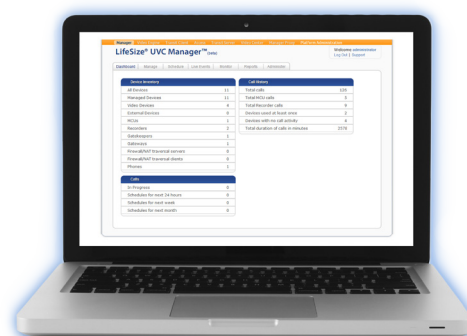 Manager
LifeSize® UVC Manager™
Welcome administrator
Log Out | Support
Dashboard Manage Schedule Live Events Monitor Reports Administer
Device Inventory
All Devices 11
Managed Devices 11
Video Devices 4
External Devices 0
MCUs 1
Recorders 2
Gatekeepers 1
Gateways 1
Firewall/NAT traversal servers 0
Firewall/NAT traversal clients 0
Phones 1
Calls
In Progress 0
Schedules for next 24 hours 0
Schedules for next week 0
Schedules for next month 0
Call History
Total calls
Total MCU calls
Total Recorder calls
Devices used at least once 2
Devices with no call activity
Total duration of calls in minutes